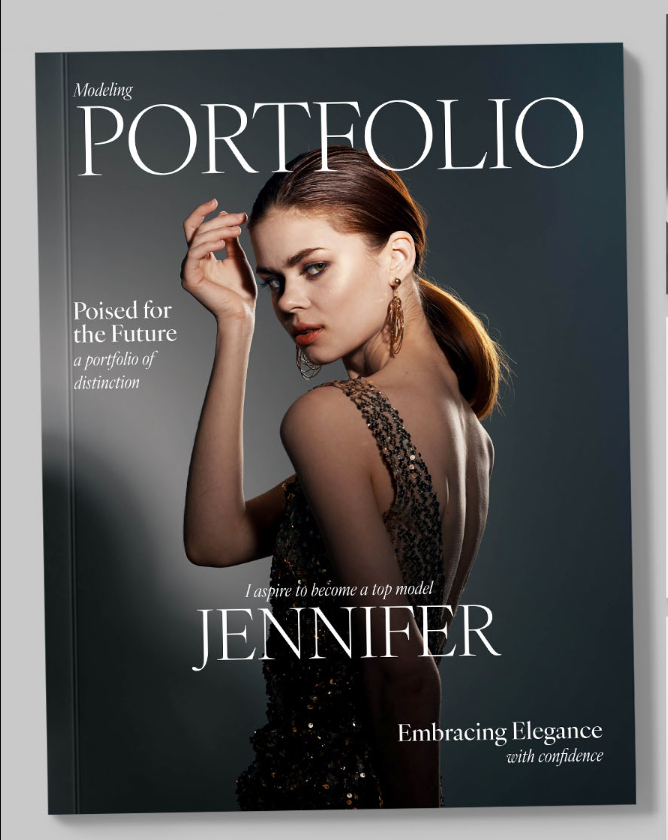 Modeling
PORTFOLIO
Poised for
the Future
a portfolio of
distinction
I aspire to become a top model
JENNIFER
Embracing Elegance
with confidence